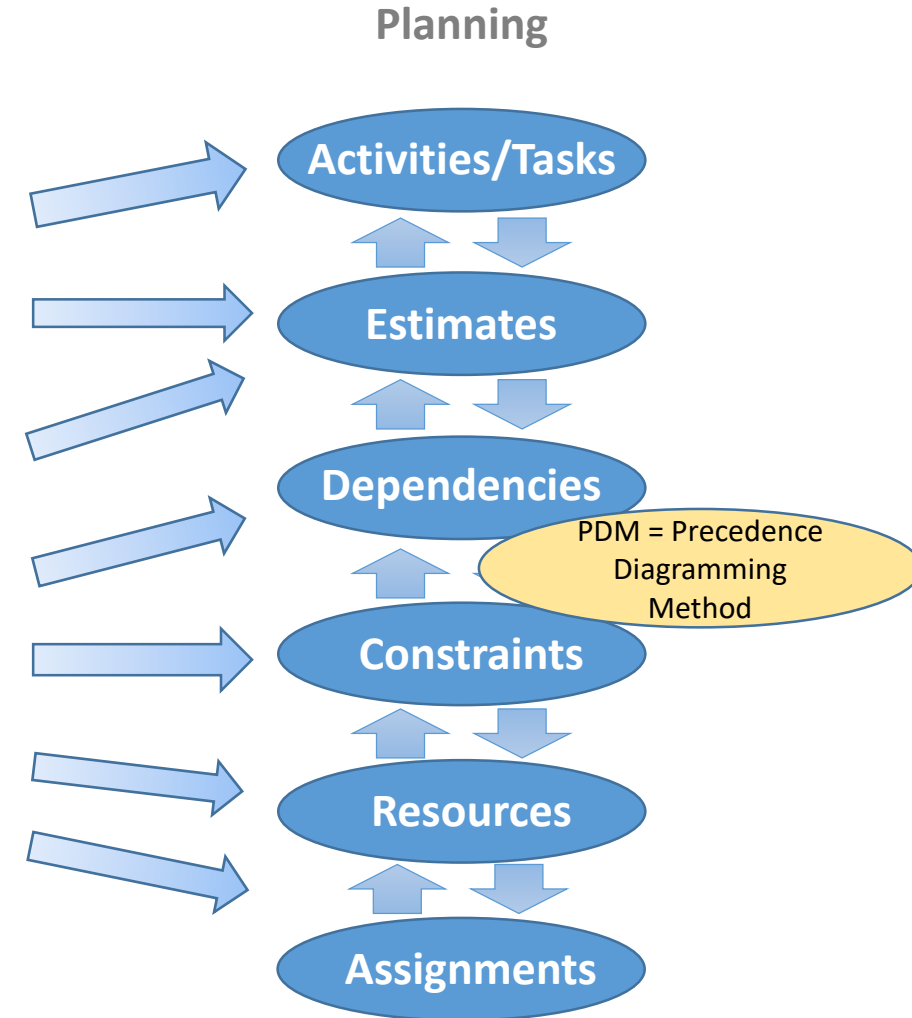 Planning
Activities/Tasks
Estimates
Dependencies
PDM = Precedence
Diagramming
Method
Constraints
Resources
Assignments